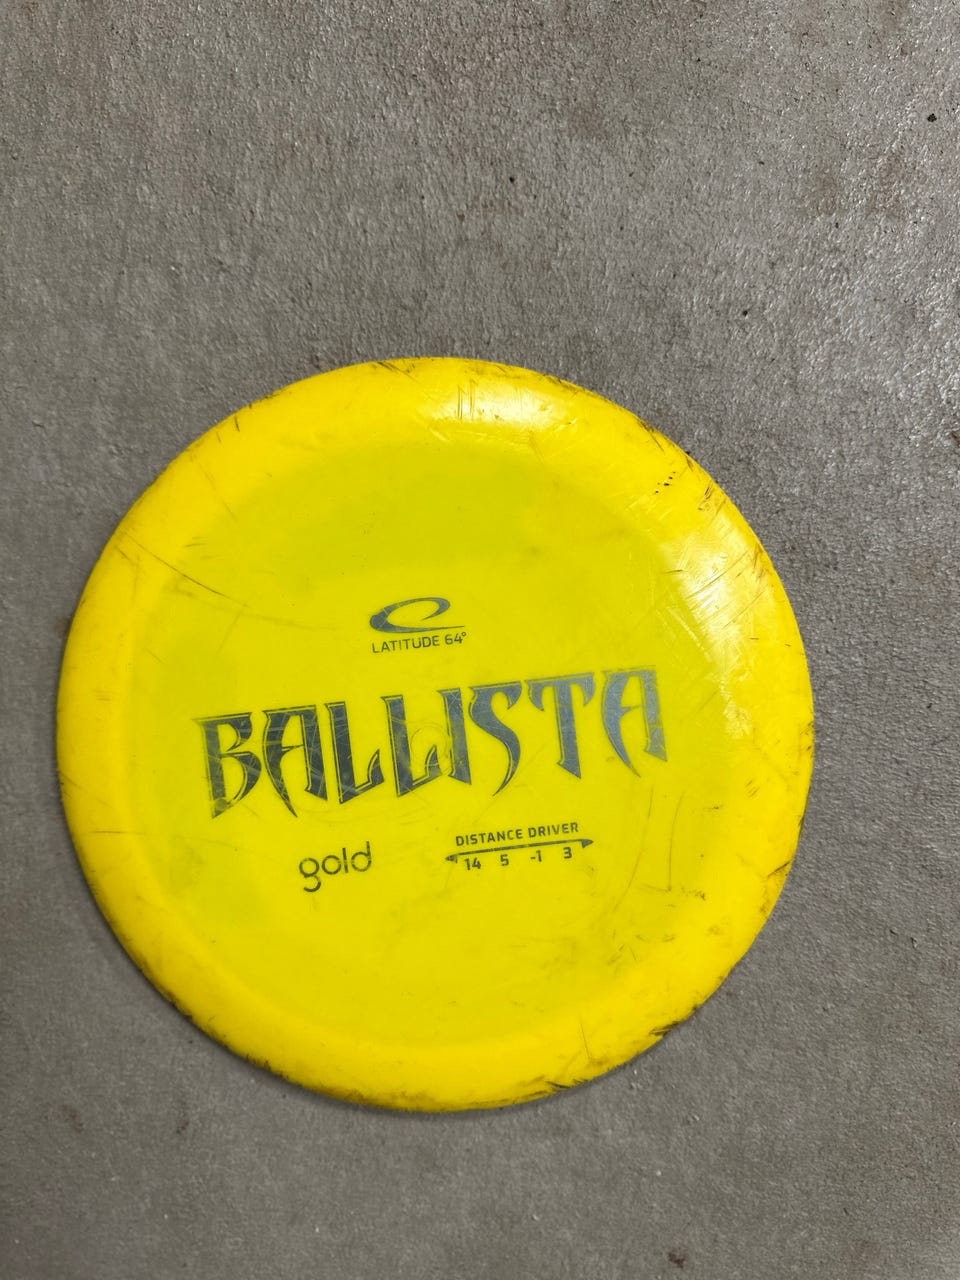 LATITUDE 64°
BALLISTA
gold
DISTANCE DRIVER
14 5 -1 3